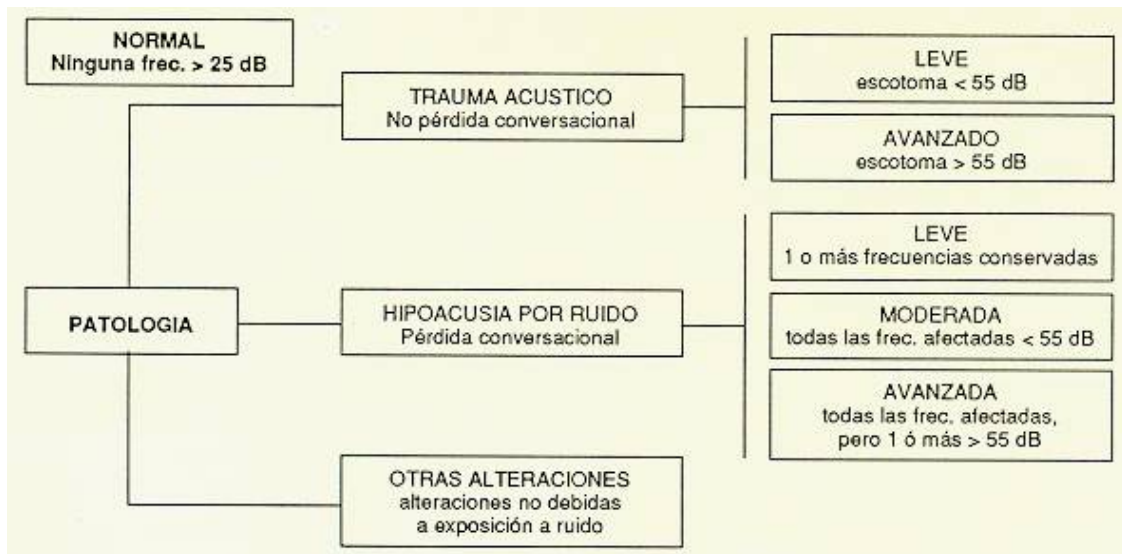 NORMAL
Ninguna frec. > 25 dB
TRAUMA ACUSTICO
No pérdida conversacional
LEVE
escotoma < 55 dB
AVANZADO
escotoma > 55 dB
PATOLOGIA
HIPOACUSIA POR RUIDO
Pérdida conversacional
LEVE
1 o más frecuencias conservadas
MODERADA
todas las frec. afectadas < 55 dB
AVANZADA
todas las frec. afectadas,
pero 1 ó más > 55 dB
OTRAS ALTERACIONES
alteraciones no debidas
a exposición a ruido